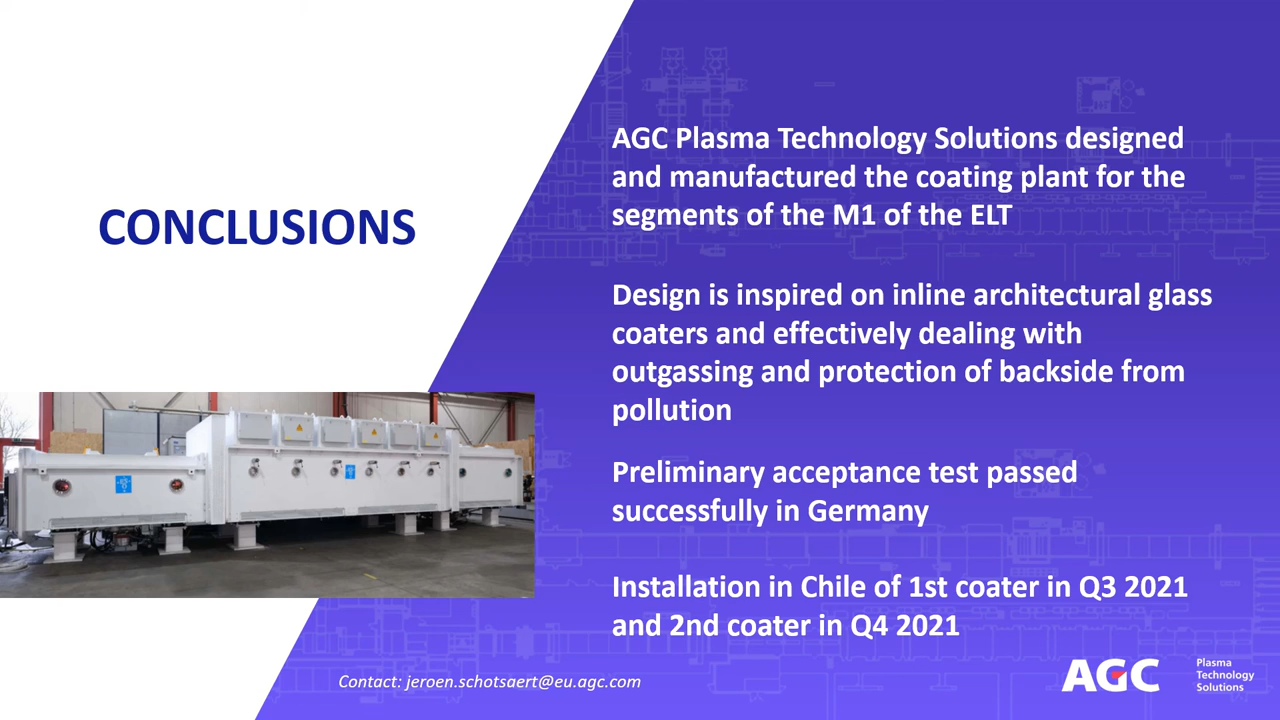 CONCLUSIONS
AGC Plasma Technology Solutions designed
and manufactured the coating plant for the
segments of the M1 of the ELT
Design is inspired on inline architectural glass
coaters and effectively dealing with
outgassing and protection of backside from
pollution
Preliminary acceptance test passed
successfully in Germany
Installation in Chile of 1st coater in Q3 2021
and 2nd coater in Q4 2021
Contact: jeroen.schotsaert@eu.agc.com
AGC
Plasma
Technology
Solutions